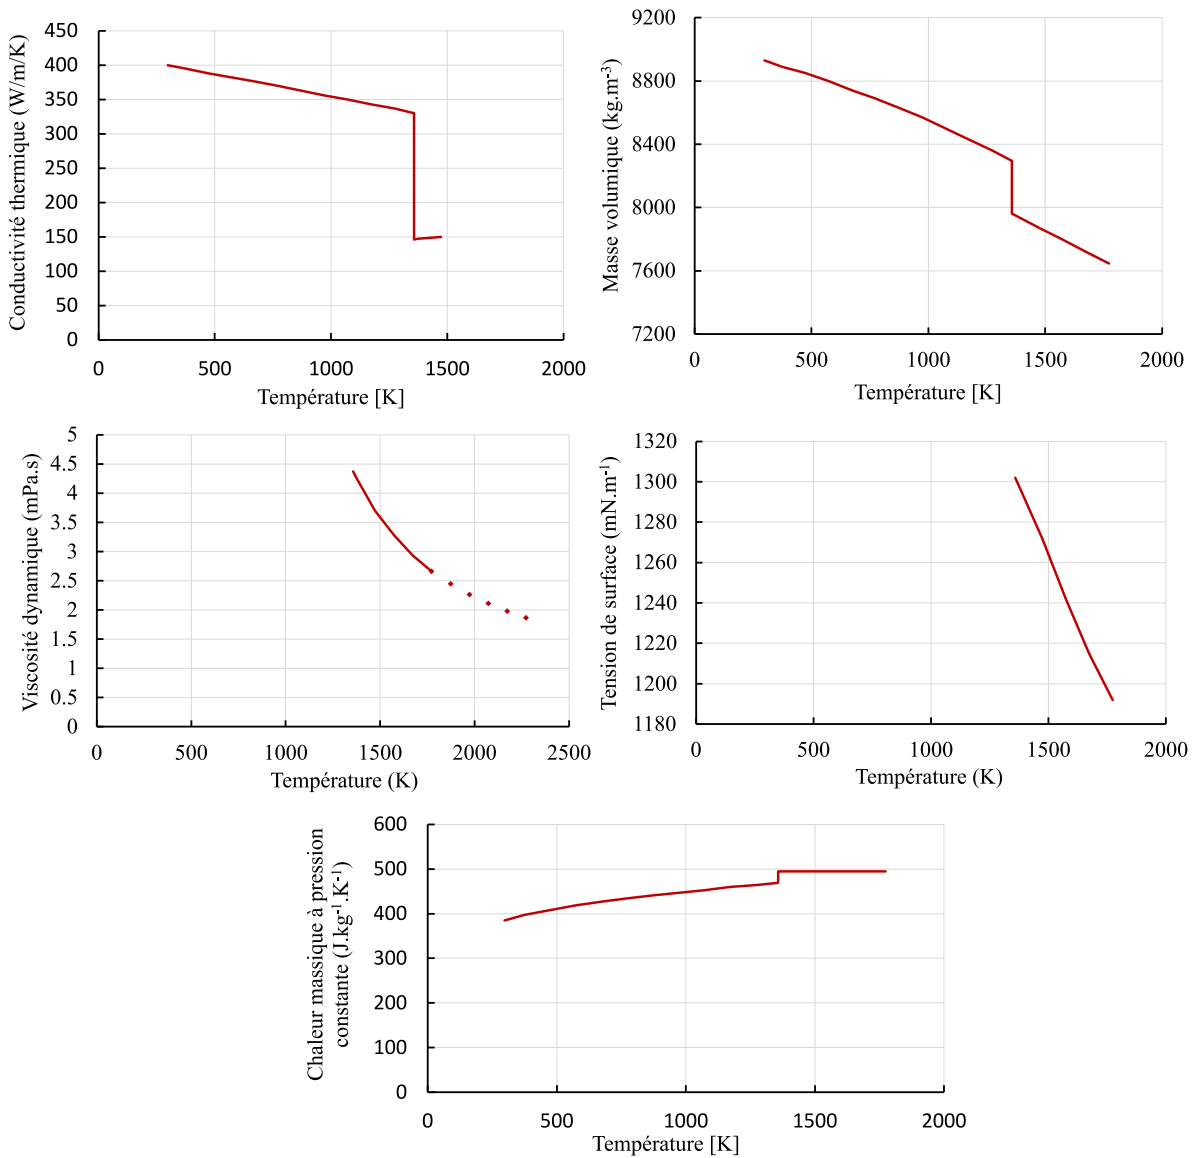 Conductivité thermique (W/m/K)
450
400
350
300
250
200
150
100
50
0
0 500 1000 1500 2000
Température [K]
Masse volumique (kg.m-3)
9200
8800
8400
8000
7600
7200
0 500 1000 1500 2000
Température [K]
Viscosité dynamique (mPa.s)
5
4.5
4
3.5
3
2.5
2
1.5
1
0.5
0
0 500 1000 1500 2000 2500
Température (K)
Tension de surface (mN.m-1)
1320
1300
1280
1260
1240
1220
1200
1180
0 500 1000 1500 2000
Température (K)
Chaleur massique à pression
constante (J.kg-1.K-1)
600
500
400
300
200
100
0
0 500 1000 1500 2000
Température [K]